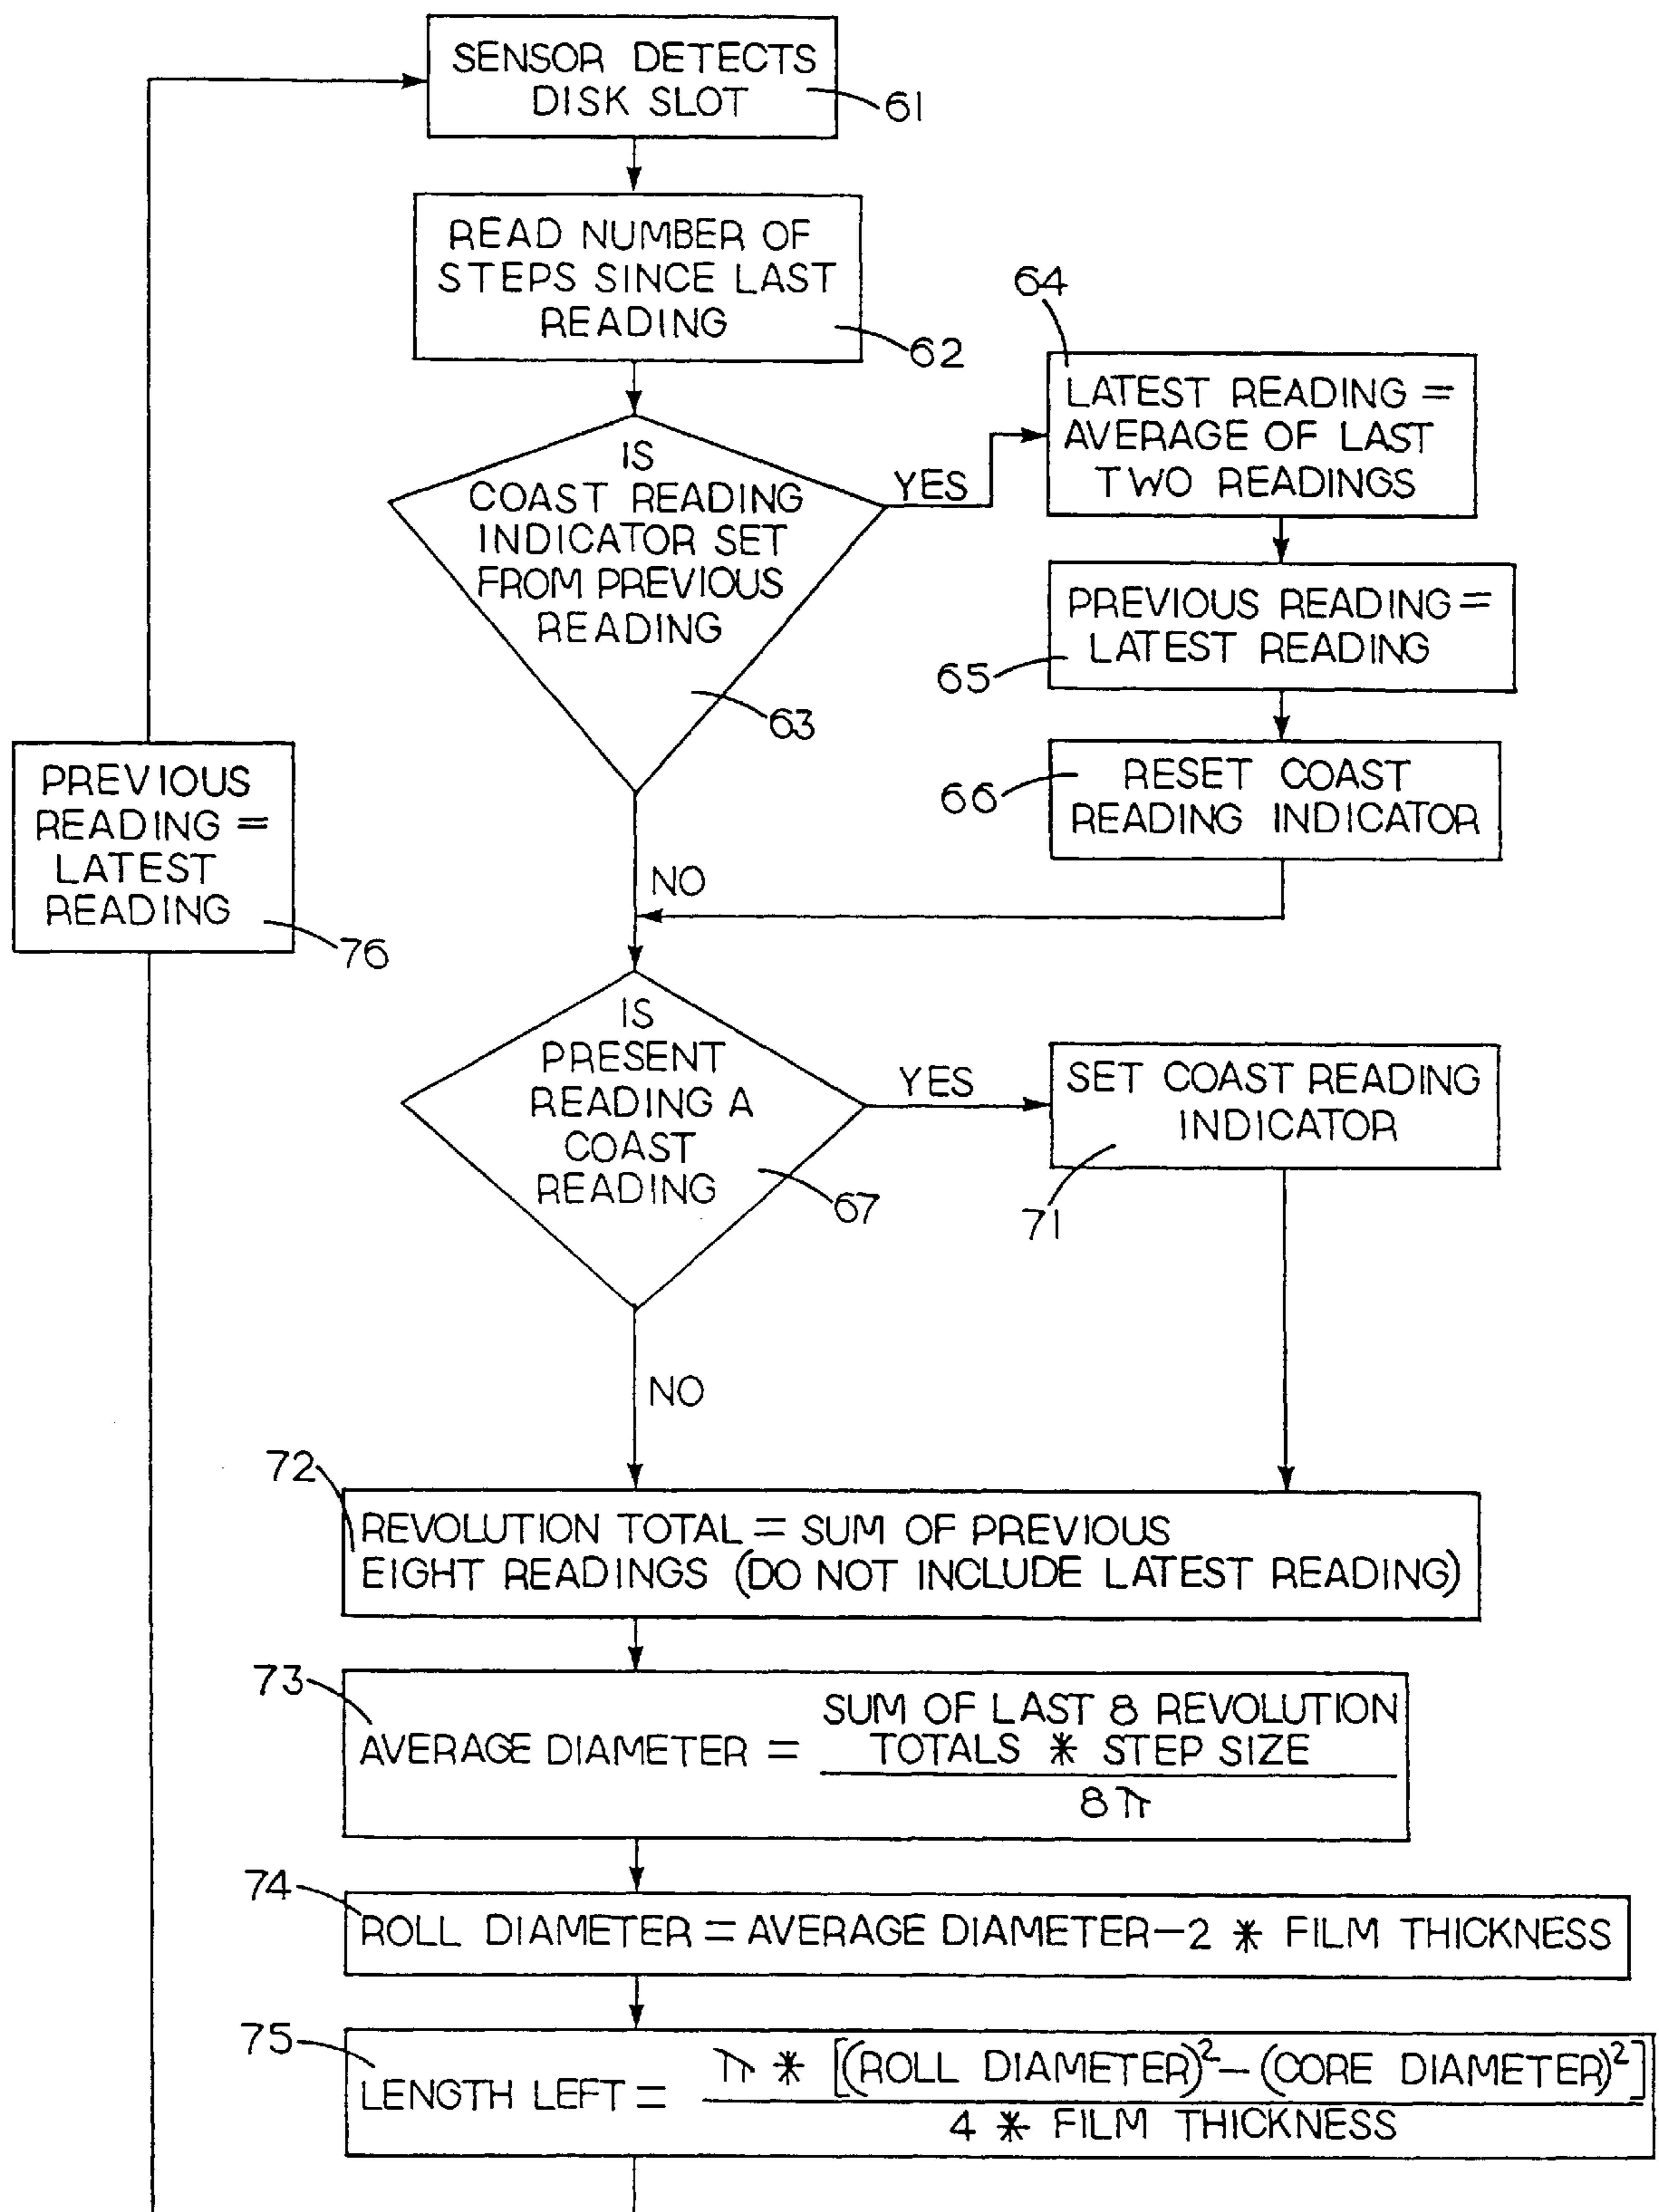 SENSOR DETECTS
DISK SLOT
61
READ NUMBER OF
STEPS SINCE LAST
READING
62
IS
COAST READING
INDICATOR SET
FROM PREVIOUS
READING
63
YES
64
LATEST READING =
AVERAGE OF LAST
TWO READINGS
PREVIOUS READING =
LATEST READING
65
RESET COAST
READING INDICATOR
66
NO
PREVIOUS
READING =
LATEST
READING
76
IS
PRESENT
READING A
COAST
READING
67
YES
SET COAST READING
INDICATOR
71
NO
72
REVOLUTION TOTAL = SUM OF PREVIOUS
EIGHT READINGS (DO NOT INCLUDE LATEST READING)
73
SUM OF LAST 8 REVOLUTION
AVERAGE DIAMETER = TOTALS * STEP SIZE
8 π
74
ROLL DIAMETER = AVERAGE DIAMETER - 2 * FILM THICKNESS
75
LENGTH LEFT = π * [(ROLL DIAMETER)² - (CORE DIAMETER)²]
4 * FILM THICKNESS